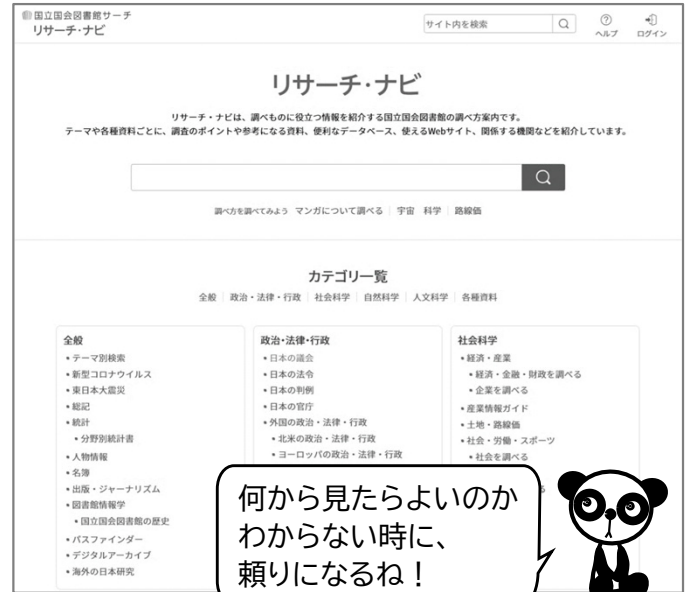 国立国会図書館サーチ
リサーチ・ナビ
サイト内を検索
ヘルプ
ログイン
リサーチ・ナビ
リサーチ・ナビは、調べものに役立つ情報を紹介する国立国会図書館の調べ方案内です。
テーマや各種資料ごとに、調査のポイントや参考になる資料、便利なデータベース、使えるWebサイト、関係する機関などを紹介しています。
調べ方を調べてみよう マンガについて調べる | 宇宙 科学 | 路線価
カテゴリ一覧
全般 | 政治・法律・行政 | 社会科学 | 自然科学 | 人文科学 | 各種資料
全般
・テーマ別検索
・新型コロナウイルス
・東日本大震災
・総記
・統計
・分野別統計書
・人物情報
・名簿
・出版・ジャーナリズム
・図書館情報学
・国立国会図書館の歴史
・パスファインダー
・デジタルアーカイブ
・海外の日本研究
政治・法律・行政
・日本の議会
・日本の法令
・日本の判例
・日本の官庁
・外国の政治・法律・行政
・北米の政治・法律・行政
・ヨーロッパの政治・法律・行政
社会科学
・経済・産業
・経済・金融・財政を調べる
・企業を調べる
・産業情報ガイド
・土地・路線価
・社会・労働・スポーツ
・社会を調べる
何から見たらよいのか
わからない時に、
頼りになるね！